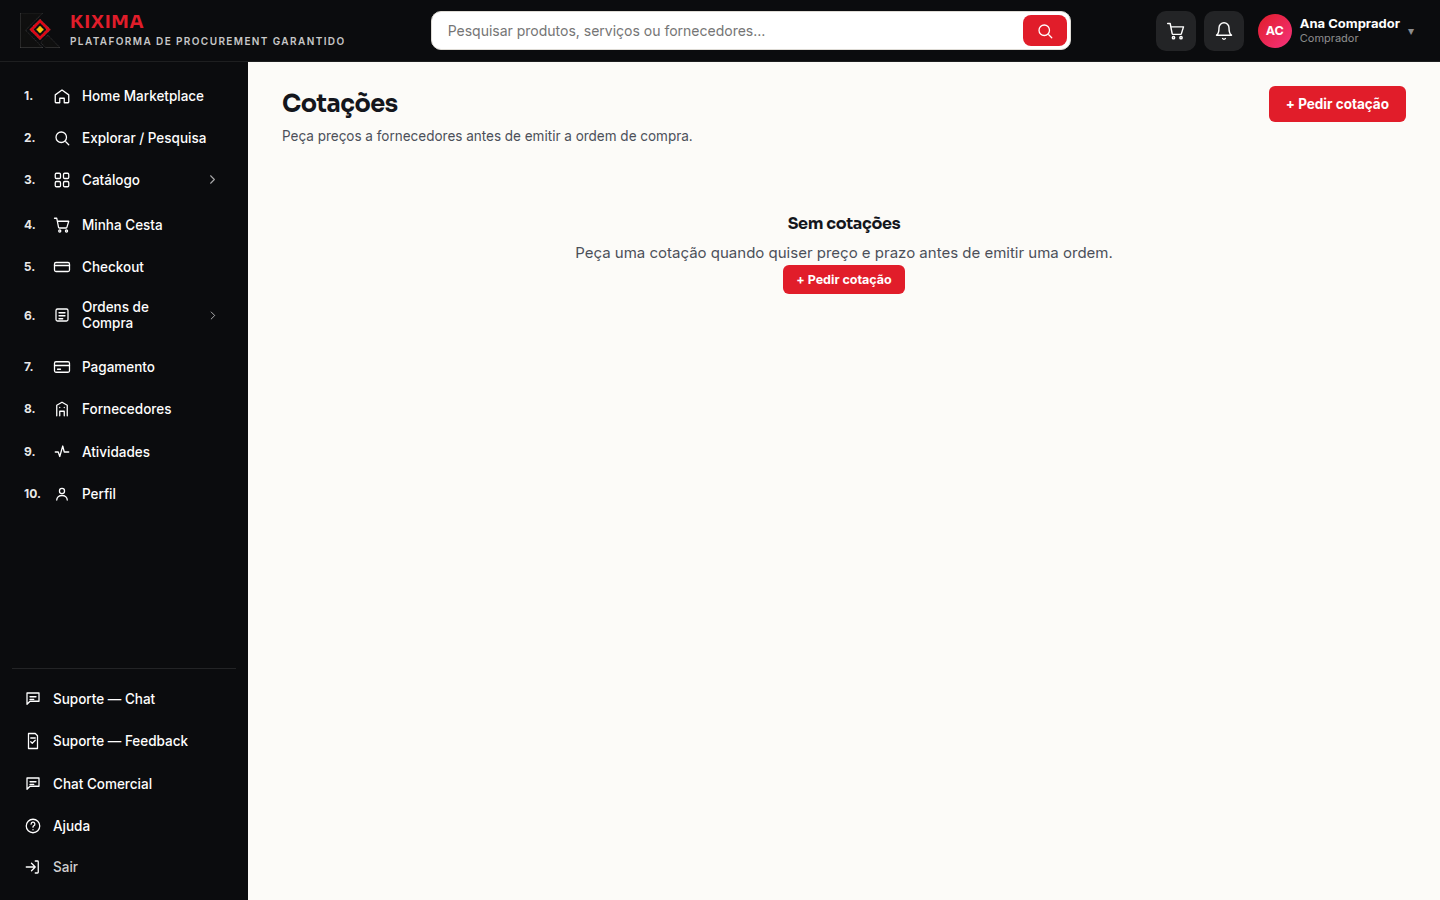 KIXIMA
PLATAFORMA DE PROCUREMENT GARANTIDO
Pesquisar produtos, serviços ou fornecedores...
AC
Ana Comprador
Comprador
1. Home Marketplace
2. Explorar / Pesquisa
3. Catálogo
4. Minha Cesta
5. Checkout
6. Ordens de
Compra
7. Pagamento
8. Fornecedores
9. Atividades
10. Perfil
Suporte — Chat
Suporte — Feedback
Chat Comercial
Ajuda
Sair
Cotações
+ Pedir cotação
Peça preços a fornecedores antes de emitir a ordem de compra.
Sem cotações
Peça uma cotação quando quiser preço e prazo antes de emitir uma ordem.
+ Pedir cotação